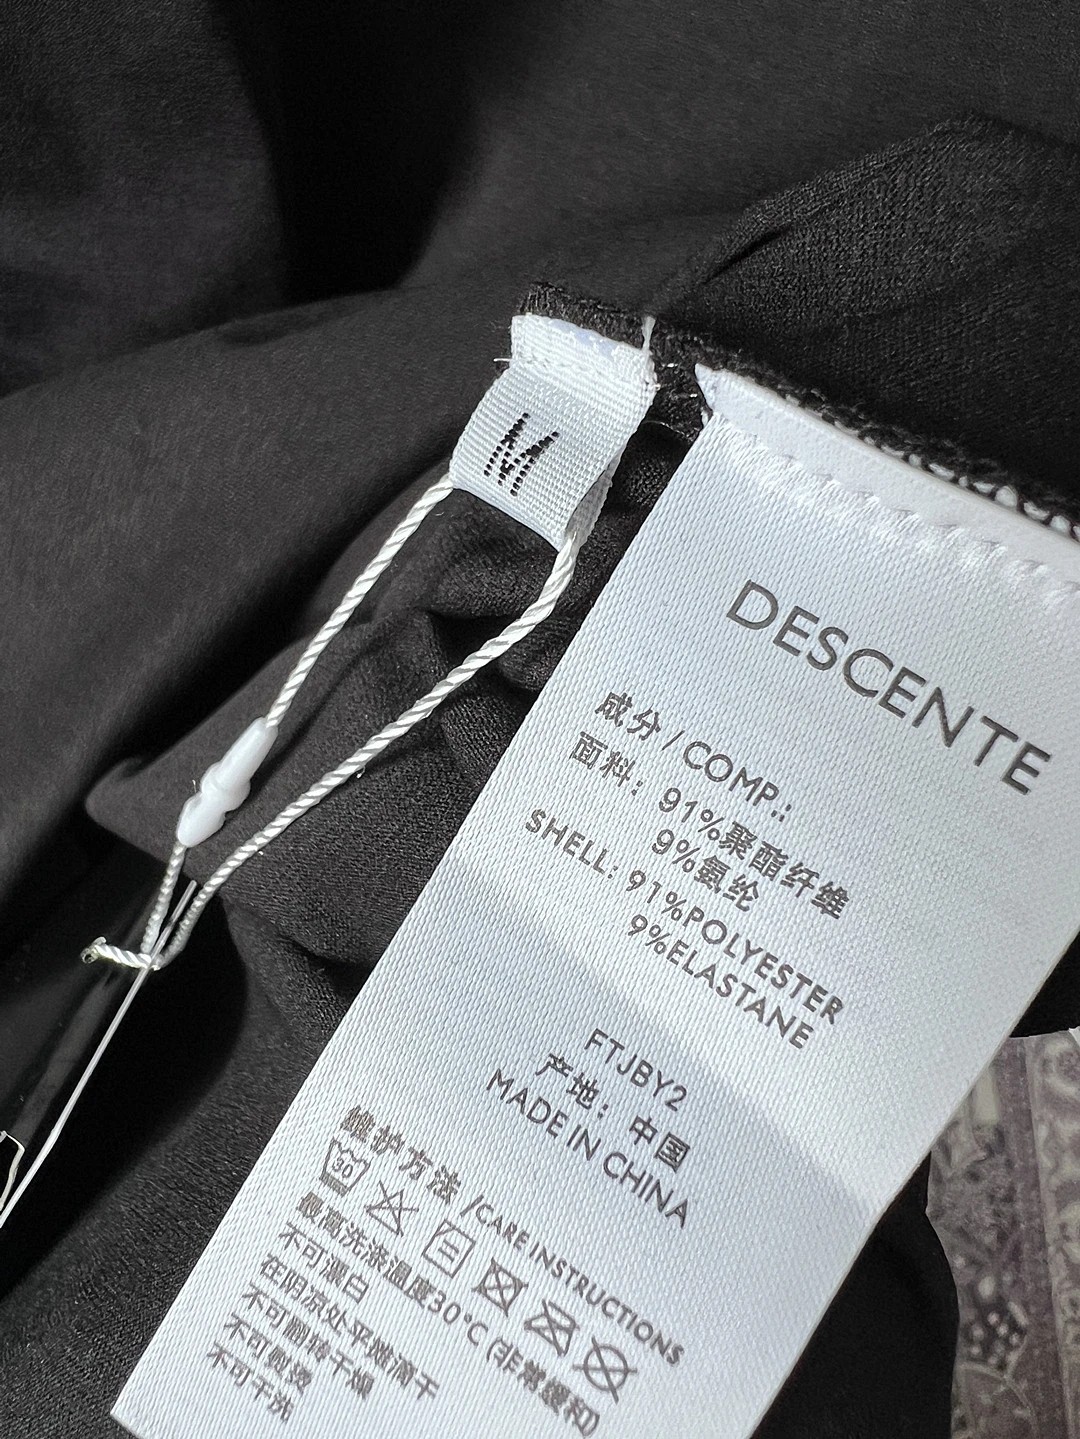 M
DESCENTE
成分 / COMP.:
面料: 91%聚酯纤维
9%氨纶
SHELL: 91%POLYESTER
9%ELASTANE
FTJBY2
产地: 中国
MADE IN CHINA
维护方法 /CARE INSTRUCTIONS
30
最高洗涤温度30°C (非常缓和)
不可漂白
在阴凉处平摊滴干
不可翻转干燥
不可熨烫
不可干洗